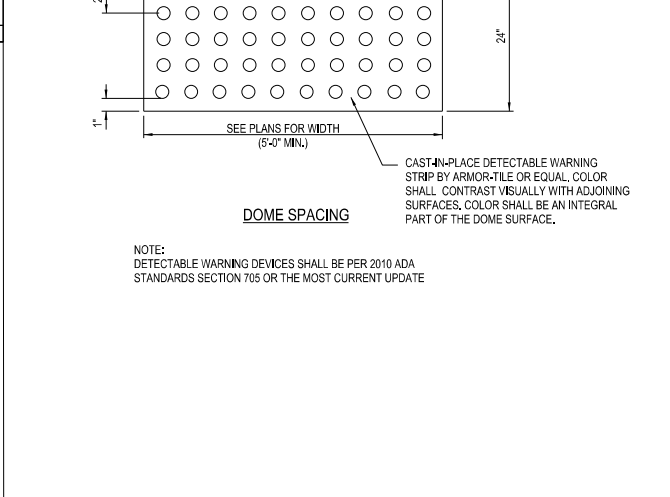 24"
1"
SEE PLANS FOR WIDTH
(5'-0" MIN.)
CAST-IN-PLACE DETECTABLE WARNING
STRIP BY ARMOR-TILE OR EQUAL. COLOR
SHALL CONTRAST VISUALLY WITH ADJOINING
SURFACES. COLOR SHALL BE AN INTEGRAL
PART OF THE DOME SURFACE.
DOME SPACING
NOTE:
DETECTABLE WARNING DEVICES SHALL BE PER 2010 ADA
STANDARDS SECTION 705 OR THE MOST CURRENT UPDATE